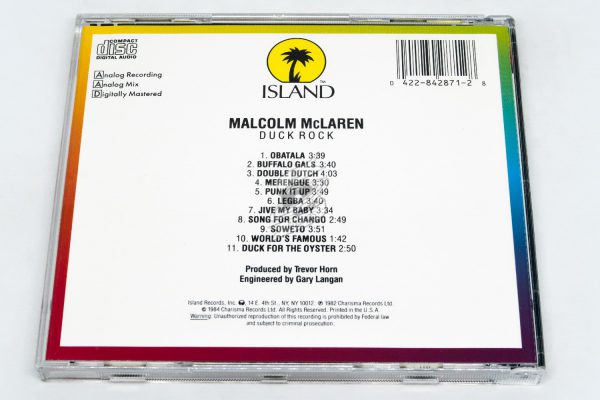 COMPACT
disc
DIGITAL AUDIO
A Analog Recording
A Analog Mix
D Digitally Mastered
ISLAND
TM
0 422-842871-2 8
MALCOLM McLAREN
DUCK ROCK
1. OBATALA 3:39
2. BUFFALO GALS 3:40
3. DOUBLE DUTCH 4:03
4. MERENGUE 3:30
5. PUNK IT UP 3:49
6. LEGBA 3:40
7. JIVE MY BABY 3:34
8. SONG FOR CHANGO 2:49
9. SOWETO 3:51
10. WORLD'S FAMOUS 1:42
11. DUCK FOR THE OYSTER 2:50
Produced by Trevor Horn
Engineered by Gary Langan
Island Records, Inc. 14 E. 4th St., NY, NY 10012. ℗ 1982 Charisma Records Ltd.
© 1984 Charisma Records Ltd. All Rights Reserved. Printed in the U.S.A.
Warning: Unauthorized reproduction of this recording is prohibited by Federal law
and subject to criminal prosecution.